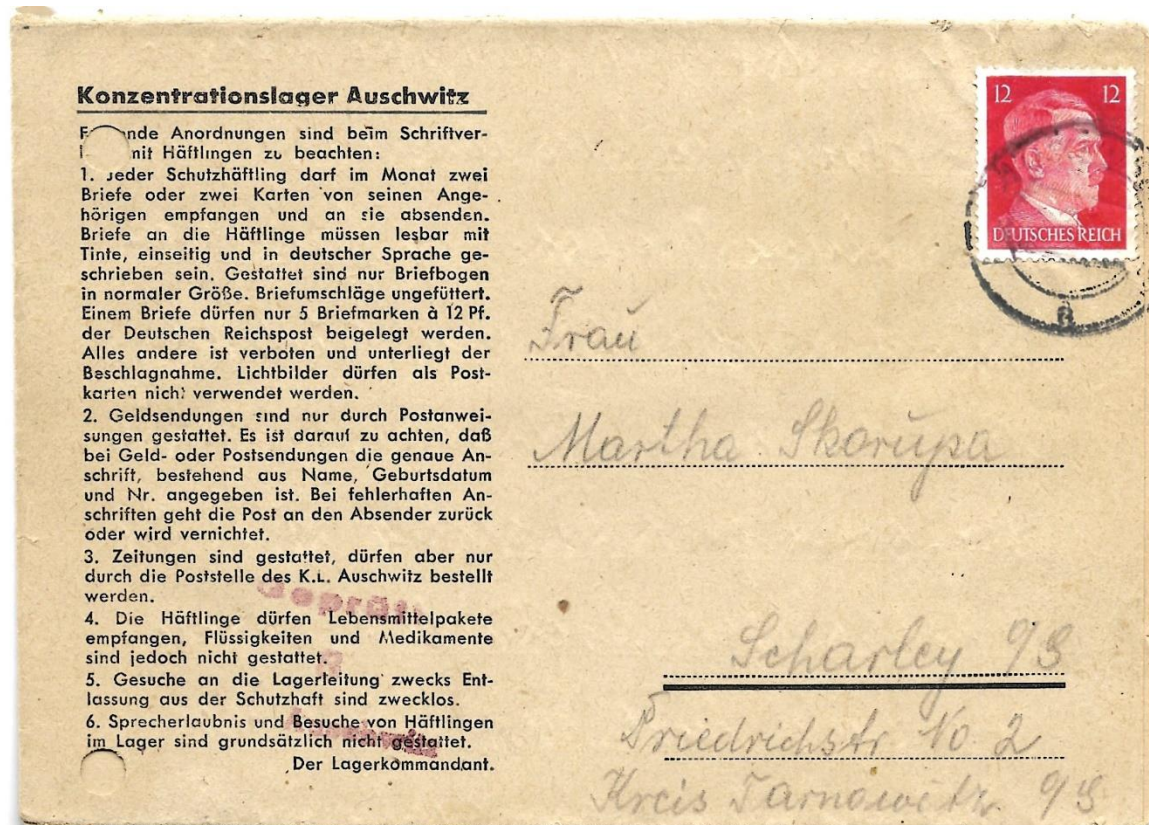 Konzentrationslager Auschwitz
nde Anordnungen sind beim Schriftver-
mit Häftlingen zu beachten:
1. Jeder Schutzhäftling darf im Monat zwei
Briefe oder zwei Karten von seinen Ange-
hörigen empfangen und an sie absenden.
Briefe an die Häftlinge müssen lesbar mit
Tinte, einseitig und in deutscher Sprache ge-
schrieben sein. Gestattet sind nur Briefbogen
in normaler Größe. Briefumschläge ungefüttert.
Einem Briefe dürfen nur 5 Briefmarken à 12 Pf.
der Deutschen Reichspost beigelegt werden.
Alles andere ist verboten und unterliegt der
Beschlagnahme. Lichtbilder dürfen als Post-
karten nicht verwendet werden.
2. Geldsendungen sind nur durch Postanwei-
sungen gestattet. Es ist darauf zu achten, daß
bei Geld- oder Postsendungen die genaue An-
schrift, bestehend aus Name, Geburtsdatum
und Nr. angegeben ist. Bei fehlerhaften An-
schriften geht die Post an den Absender zurück
oder wird vernichtet.
3. Zeitungen sind gestattet, dürfen aber nur
durch die Poststelle des K.L. Auschwitz bestellt
werden.
4. Die Häftlinge dürfen Lebensmittelpakete
empfangen, Flüssigkeiten und Medikamente
sind jedoch nicht gestattet.
5. Gesuche an die Lagerleitung zwecks Ent-
lassung aus der Schutzhaft sind zwecklos.
6. Sprecherlaubnis und Besuche von Häftlingen
im Lager sind grundsätzlich nicht gestattet.
Der Lagerkommandant.
Geprüft
Auschwitz
12 12
DEUTSCHES REICH
Frau
Martha Skorupa
Scharley O/S
Friedrichstr No. 2
Kreis Tarnowitz O/S